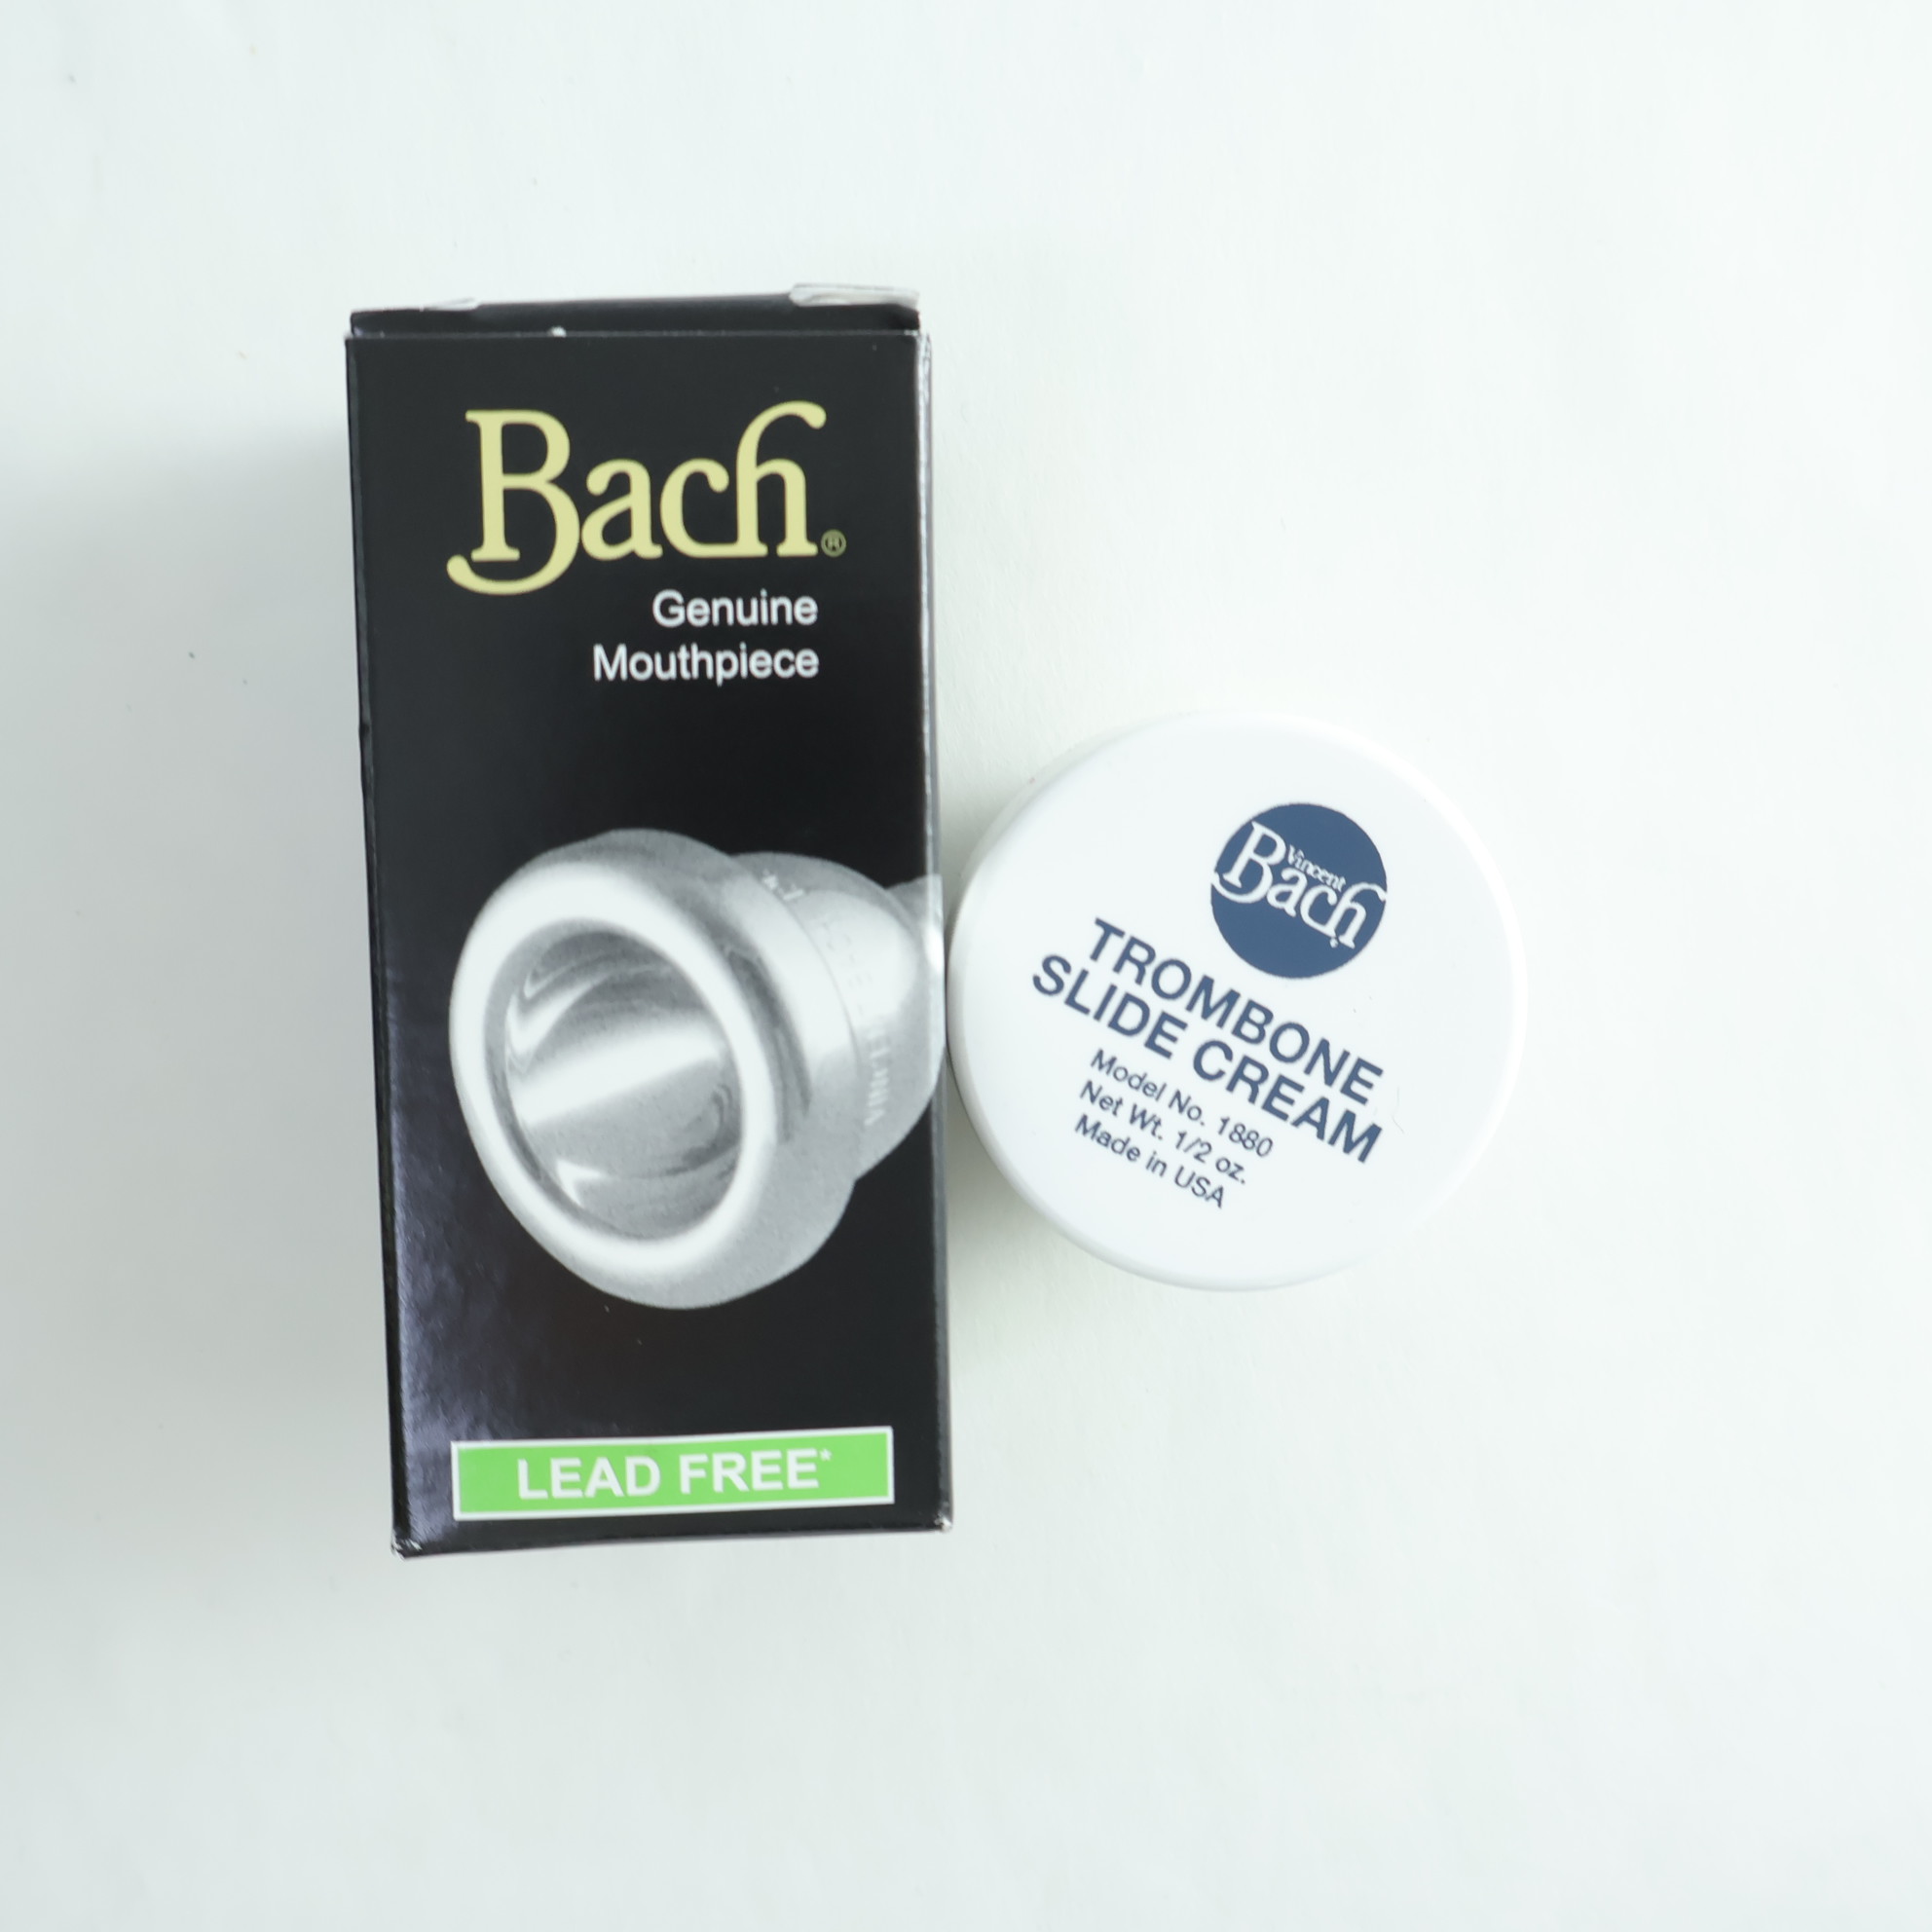 Bach®
Genuine
Mouthpiece
LEAD FREE*
Vincent
Bach
TROMBONE
SLIDE CREAM
Model No. 1880
Net Wt. 1/2 oz.
Made in USA